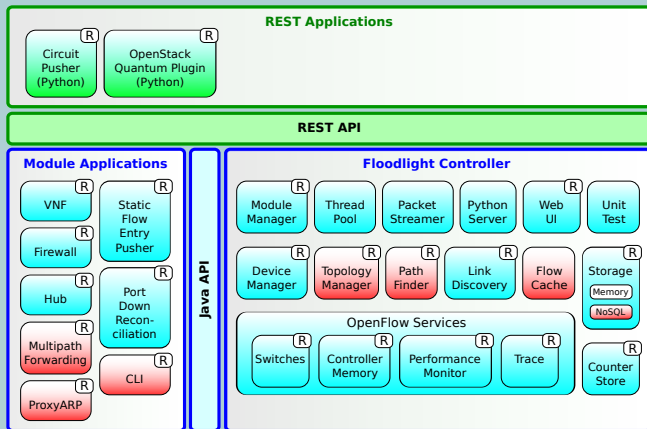 REST Applications
R
R
Circuit
Pusher
(Python)
OpenStack
Quantum Plugin
(Python)
REST API
Module Applications
R
VNF
R
Static
Flow
Entry
Pusher
R
Firewall
R
Hub
R
Port
Down
Recon-
ciliation
R
Multipath
Forwarding
R
CLI
R
ProxyARP
Java API
Floodlight Controller
R
Module
Manager
Thread
Pool
Packet
Streamer
Python
Server
R
Web
UI
Unit
Test
R
Device
Manager
R
Topology
Manager
R
Path
Finder
R
Link
Discovery
Flow
Cache
R
Storage
Memory
NoSQL
OpenFlow Services
R
Switches
R
Controller
Memory
R
Performance
Monitor
R
Trace
R
Counter
Store